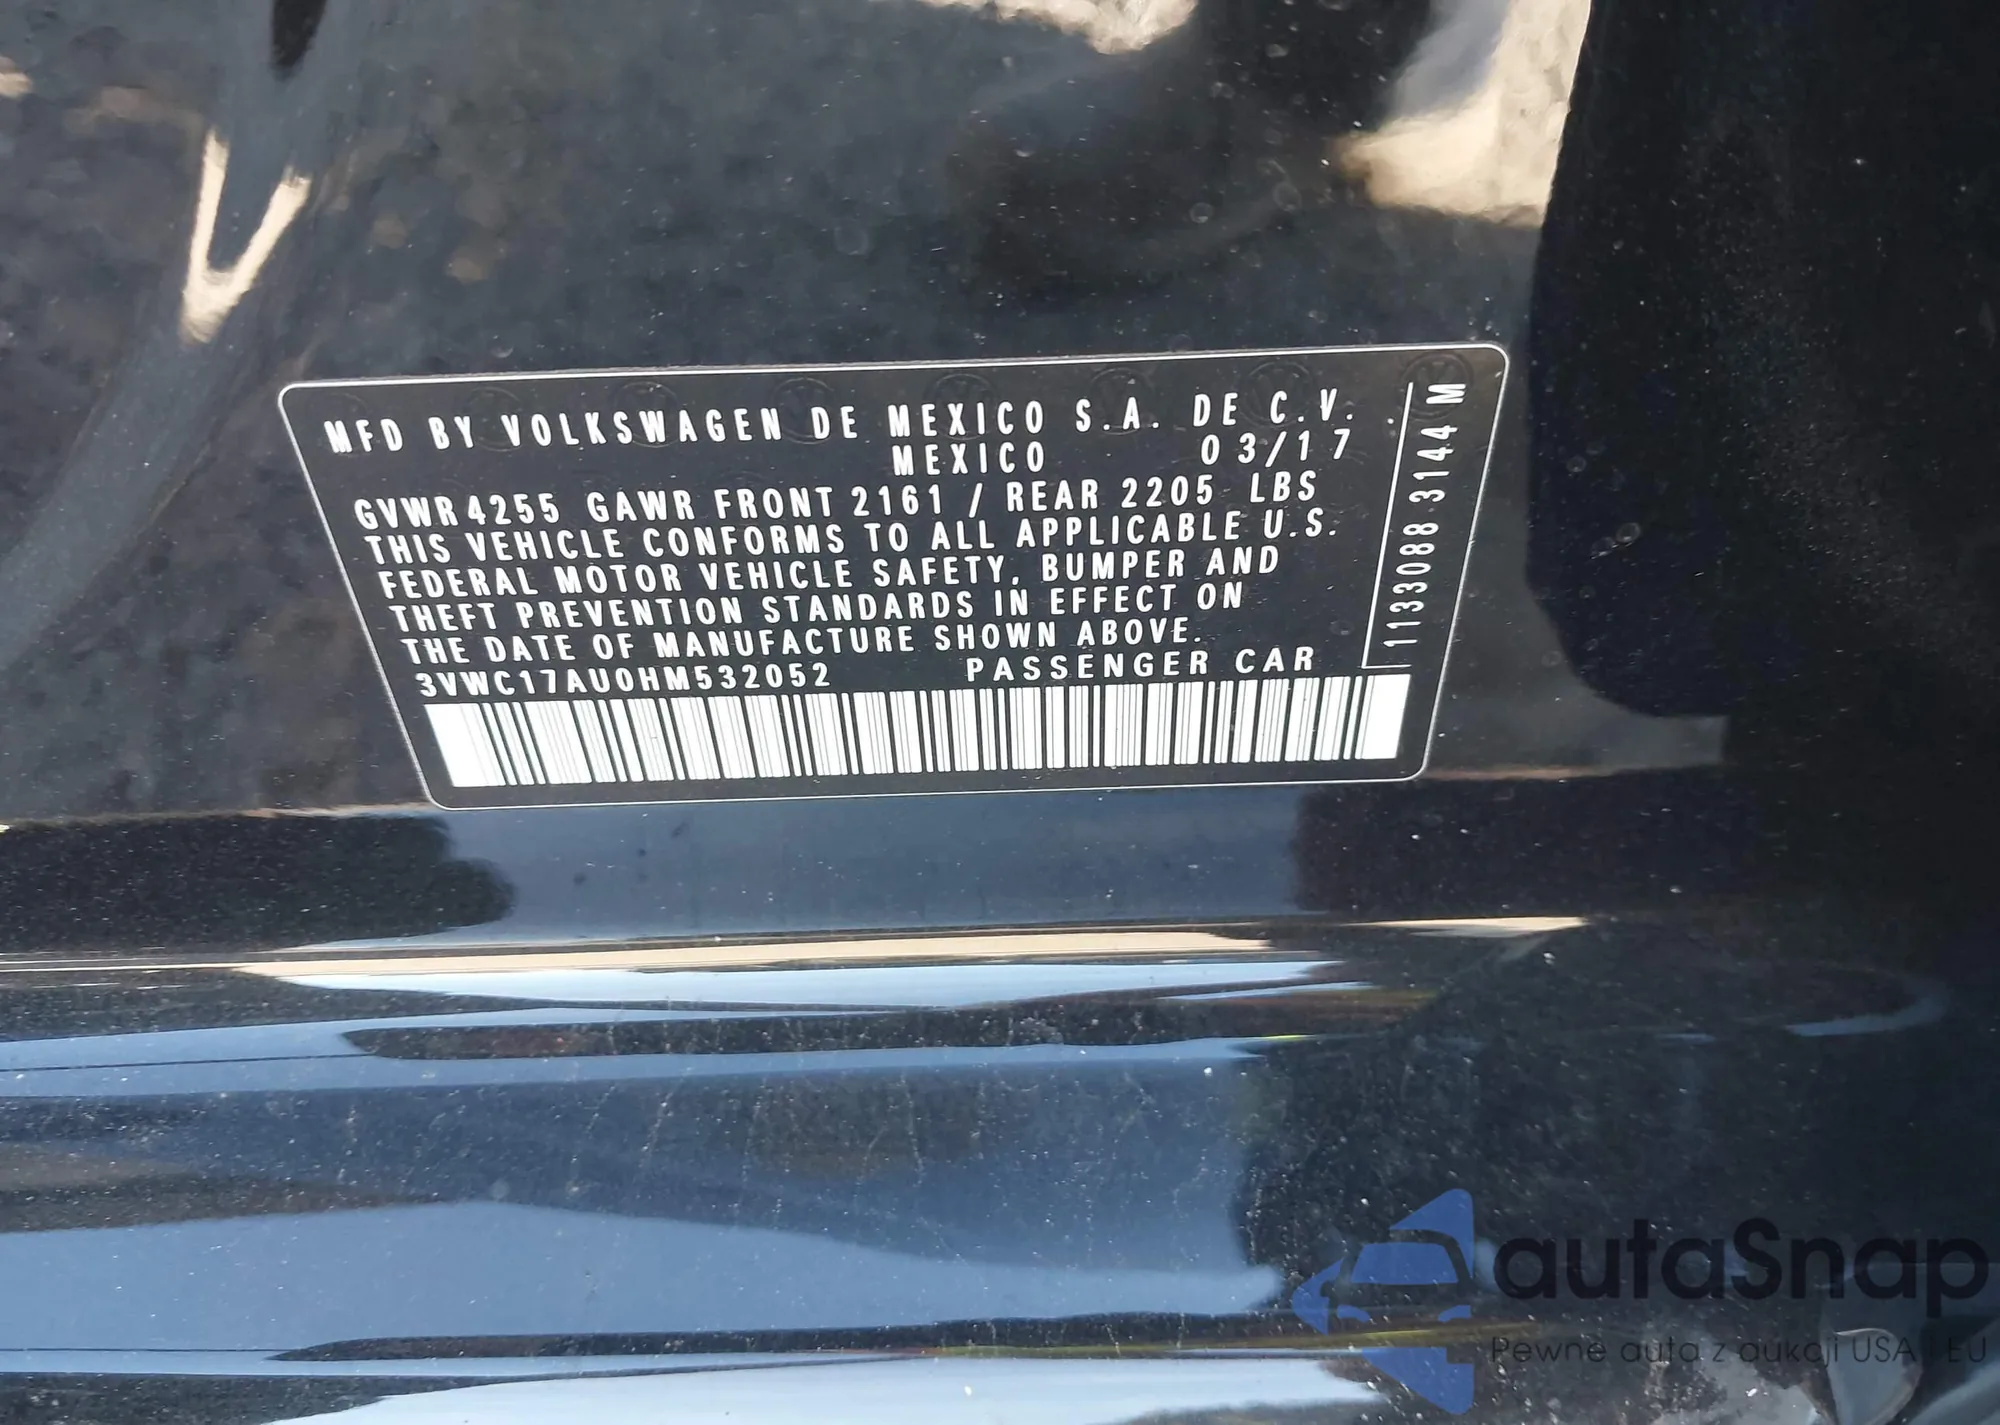 MFD BY VOLKSWAGEN DE MEXICO S.A. DE C.V.
MEXICO 03/17
GVWR 4255 GAWR FRONT 2161 / REAR 2205 LBS
THIS VEHICLE CONFORMS TO ALL APPLICABLE U.S.
FEDERAL MOTOR VEHICLE SAFETY, BUMPER AND
THEFT PREVENTION STANDARDS IN EFFECT ON
THE DATE OF MANUFACTURE SHOWN ABOVE.
3VWC17AU0HM532052 PASSENGER CAR
1133088 3144 M
autaSnap
Pewne auta z aukcji USA i EU